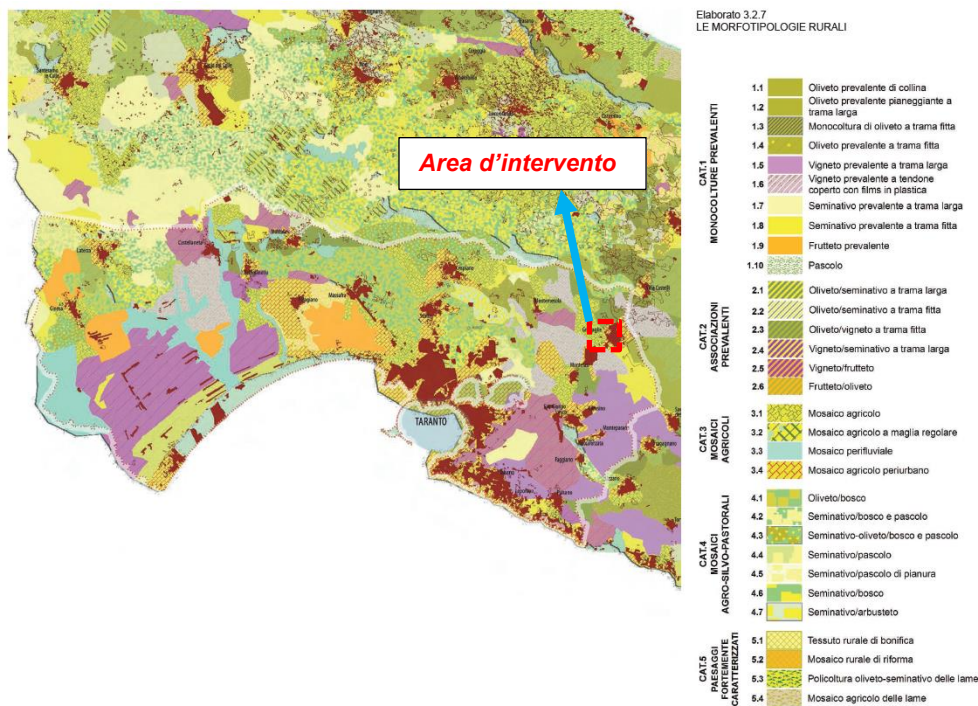 Elaborato 3.2.7
LE MORFOTIPOLOGIE RURALI
Area d’intervento
TARANTO
Castellaneta
Massafra
CAT.1
MONOCOLTURE PREVALENTI
1.1 Oliveto prevalente di collina
1.2 Oliveto prevalente pianeggiante a
trama larga
1.3 Monocoltura di oliveto a trama fitta
1.4 Oliveto prevalente a trama fitta
1.5 Vigneto prevalente a trama larga
1.6 Vigneto prevalente a tendone
coperto con films in plastica
1.7 Seminativo prevalente a trama larga
1.8 Seminativo prevalente a trama fitta
1.9 Frutteto prevalente
1.10 Pascolo
CAT.2
ASSOCIAZIONI
PREVALENTI
2.1 Oliveto/seminativo a trama larga
2.2 Oliveto/seminativo a trama fitta
2.3 Oliveto/vigneto a trama fitta
2.4 Vigneto/seminativo a trama larga
2.5 Vigneto/frutteto
2.6 Frutteto/oliveto
CAT.3
MOSAICI
AGRICOLI
3.1 Mosaico agricolo
3.2 Mosaico agricolo a maglia regolare
3.3 Mosaico perifluviale
3.4 Mosaico agricolo periurbano
CAT.4
MOSAICI
AGRO-SILVO-PASTORALI
4.1 Oliveto/bosco
4.2 Seminativo/bosco e pascolo
4.3 Seminativo-oliveto/bosco e pascolo
4.4 Seminativo/pascolo
4.5 Seminativo/pascolo di pianura
4.6 Seminativo/bosco
4.7 Seminativo/arbusteto
CAT.5
PAESAGGI
FORTEMENTE
CARATTERIZZATI
5.1 Tessuto rurale di bonifica
5.2 Mosaico rurale di riforma
5.3 Policoltura oliveto-seminativo delle lame
5.4 Mosaico agricolo delle lame